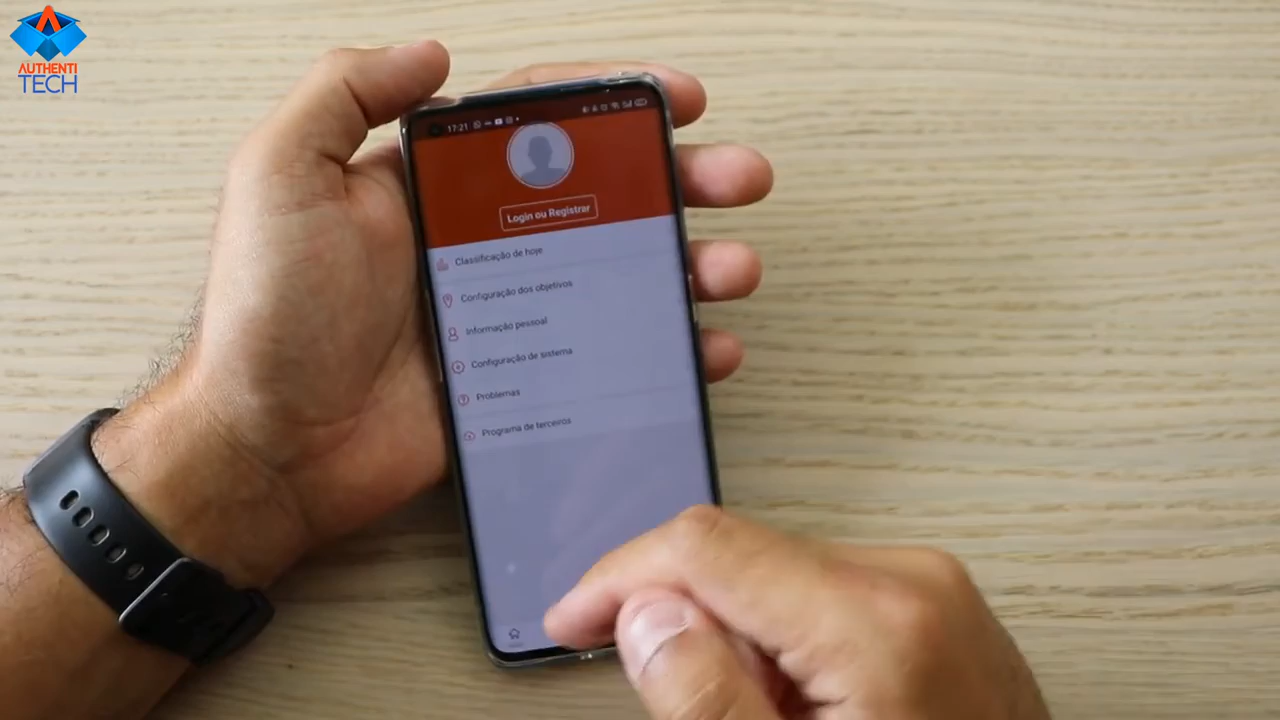 AUTHENTI
TECH
17:21
Login ou Registrar
Classificação de hoje
Configuração dos objetivos
Informação pessoal
Configuração de sistema
Problemas
Programa de terceiros